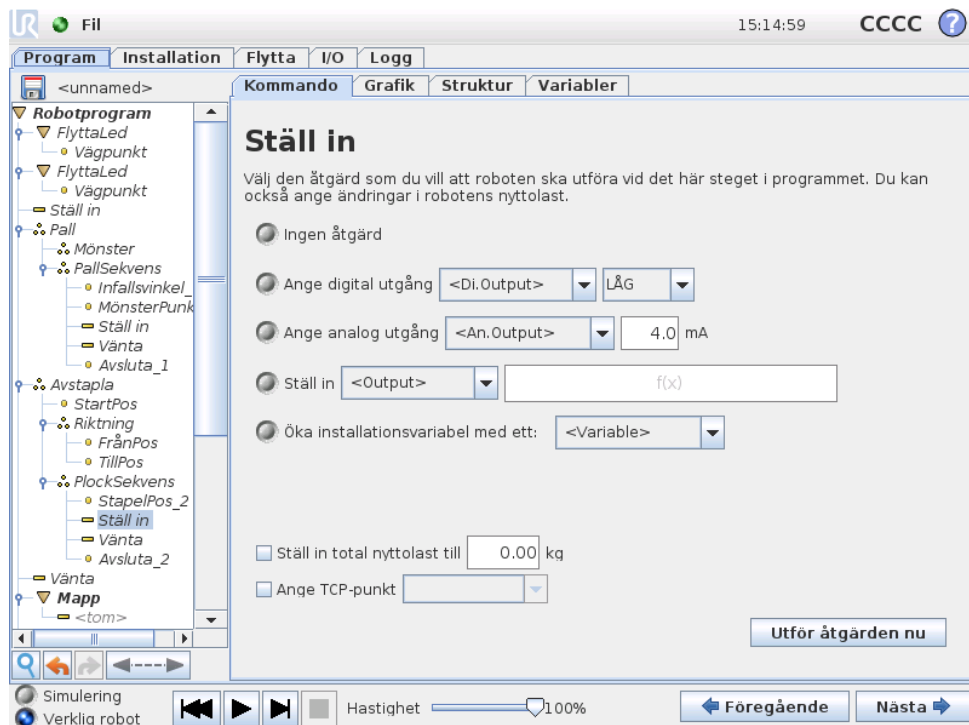 UR Fil 15:14:59 CCCC ?
Program Installation Flytta I/O Logg
<unnamed>
Kommando Grafik Struktur Variabler
Robotprogram
FlyttaLed
Vägpunkt
FlyttaLed
Vägpunkt
Ställ in
Pall
Mönster
PallSekvens
Infallsvinkel_
MönsterPunk
Ställ in
Vänta
Avsluta_1
Avstapla
StartPos
Riktning
FrånPos
TillPos
PlockSekvens
StapelPos_2
Ställ in
Vänta
Avsluta_2
Vänta
Mapp
<tom>
Ställ in
Välj den åtgärd som du vill att roboten ska utföra vid det här steget i programmet. Du kan
också ange ändringar i robotens nyttolast.
Ingen åtgärd
Ange digital utgång <Di.Output> LÅG
Ange analog utgång <An.Output> 4.0 mA
Ställ in <Output> f(x)
Öka installationsvariabel med ett: <Variable>
Ställ in total nyttolast till 0.00 kg
Ange TCP-punkt
Utför åtgärden nu
Simulering
Verklig robot
Hastighet 100%
Föregående Nästa